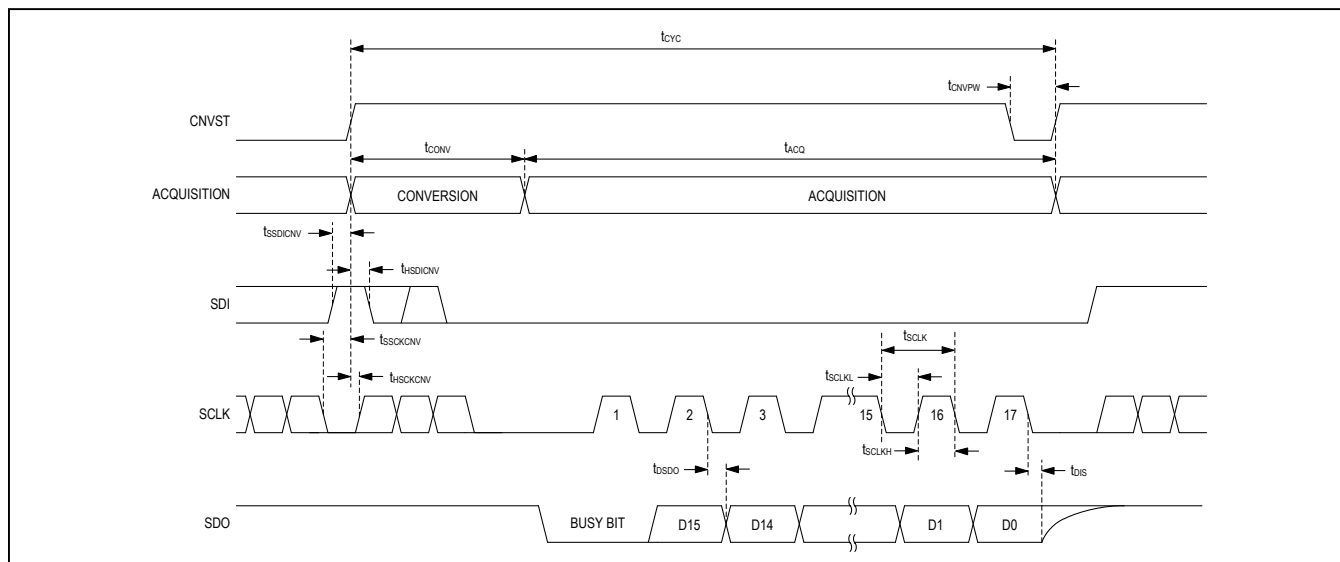 tCYC
tCNVPW
CNVST
tCONV
tACQ
ACQUISITION
CONVERSION
ACQUISITION
tSSDICNV
tHSDICNV
SDI
tSSCKCNV
tSCLK
tHSCKCNV
tSCLKL
SCLK
1
2
3
15
16
17
tDSDO
tSCLKH
tDIS
SDO
BUSY BIT
D15
D14
D1
D0